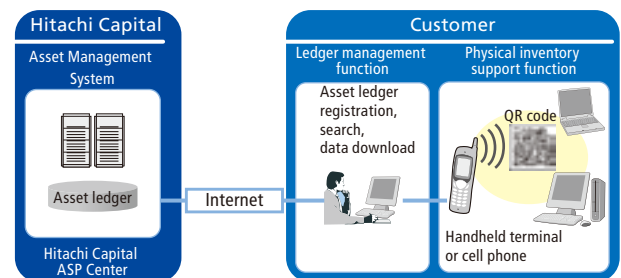 Hitachi Capital
Asset Management
System
Asset ledger
Hitachi Capital
ASP Center
Internet
Customer
Ledger management
function
Asset ledger
registration,
search,
data download
Physical inventory
support function
QR code
Handheld terminal
or cell phone